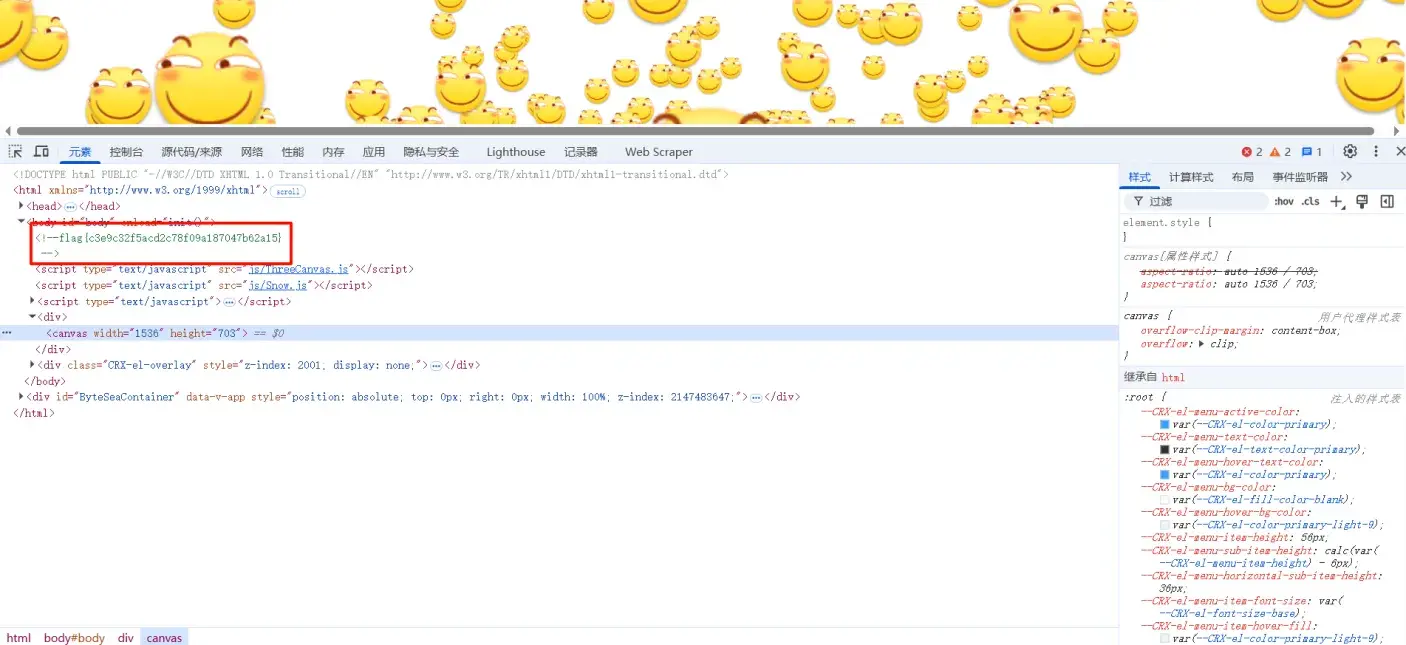 元素 控制台 源代码/来源 网络 性能 内存 应用 隐私与安全 Lighthouse 记录器 Web Scraper 2 2 1
<!DOCTYPE html PUBLIC "-//W3C//DTD XHTML 1.0 Transitional//EN" "http://www.w3.org/TR/xhtml1/DTD/xhtml1-transitional.dtd">
<html xmlns="http://www.w3.org/1999/xhtml"> scroll
<head> … </head>
<body id="body" onload="init()">
<!--flag{c3e9c32f5acd2c78f09a187047b62a15}
-->
<script type="text/javascript" src="js/ThreeCanvas.js"></script>
<script type="text/javascript" src="js/Snow.js"></script>
<script type="text/javascript"> … </script>
<div>
… <canvas width="1536" height="703"> == $0
</div>
<div class="CRX-el-overlay" style="z-index: 2001; display: none;"> … </div>
</body>
<div id="ByteSeaContainer" data-v-app style="position: absolute; top: 0px; right: 0px; width: 100%; z-index: 2147483647;"> … </div>
</html>
html body#body div canvas
样式 计算样式 布局 事件监听器
过滤 :hov .cls
element.style {
}
canvas[属性样式] {
aspect-ratio: auto 1536 / 703;
aspect-ratio: auto 1536 / 703;
}
canvas { 用户代理样式表
overflow-clip-margin: content-box;
overflow: clip;
}
继承自 html
:root { 注入的样式表
--CRX-el-menu-active-color:
var(--CRX-el-color-primary);
--CRX-el-menu-text-color:
var(--CRX-el-text-color-primary);
--CRX-el-menu-hover-text-color:
var(--CRX-el-color-primary);
--CRX-el-menu-bg-color:
var(--CRX-el-fill-color-blank);
--CRX-el-menu-hover-bg-color:
var(--CRX-el-color-primary-light-9);
--CRX-el-menu-item-height: 56px;
--CRX-el-menu-sub-item-height: calc(var(
--CRX-el-menu-item-height) - 6px);
--CRX-el-menu-horizontal-sub-item-height:
36px;
--CRX-el-menu-item-font-size: var(
--CRX-el-font-size-base);
--CRX-el-menu-item-hover-fill:
var(--CRX-el-color-primary-light-9);